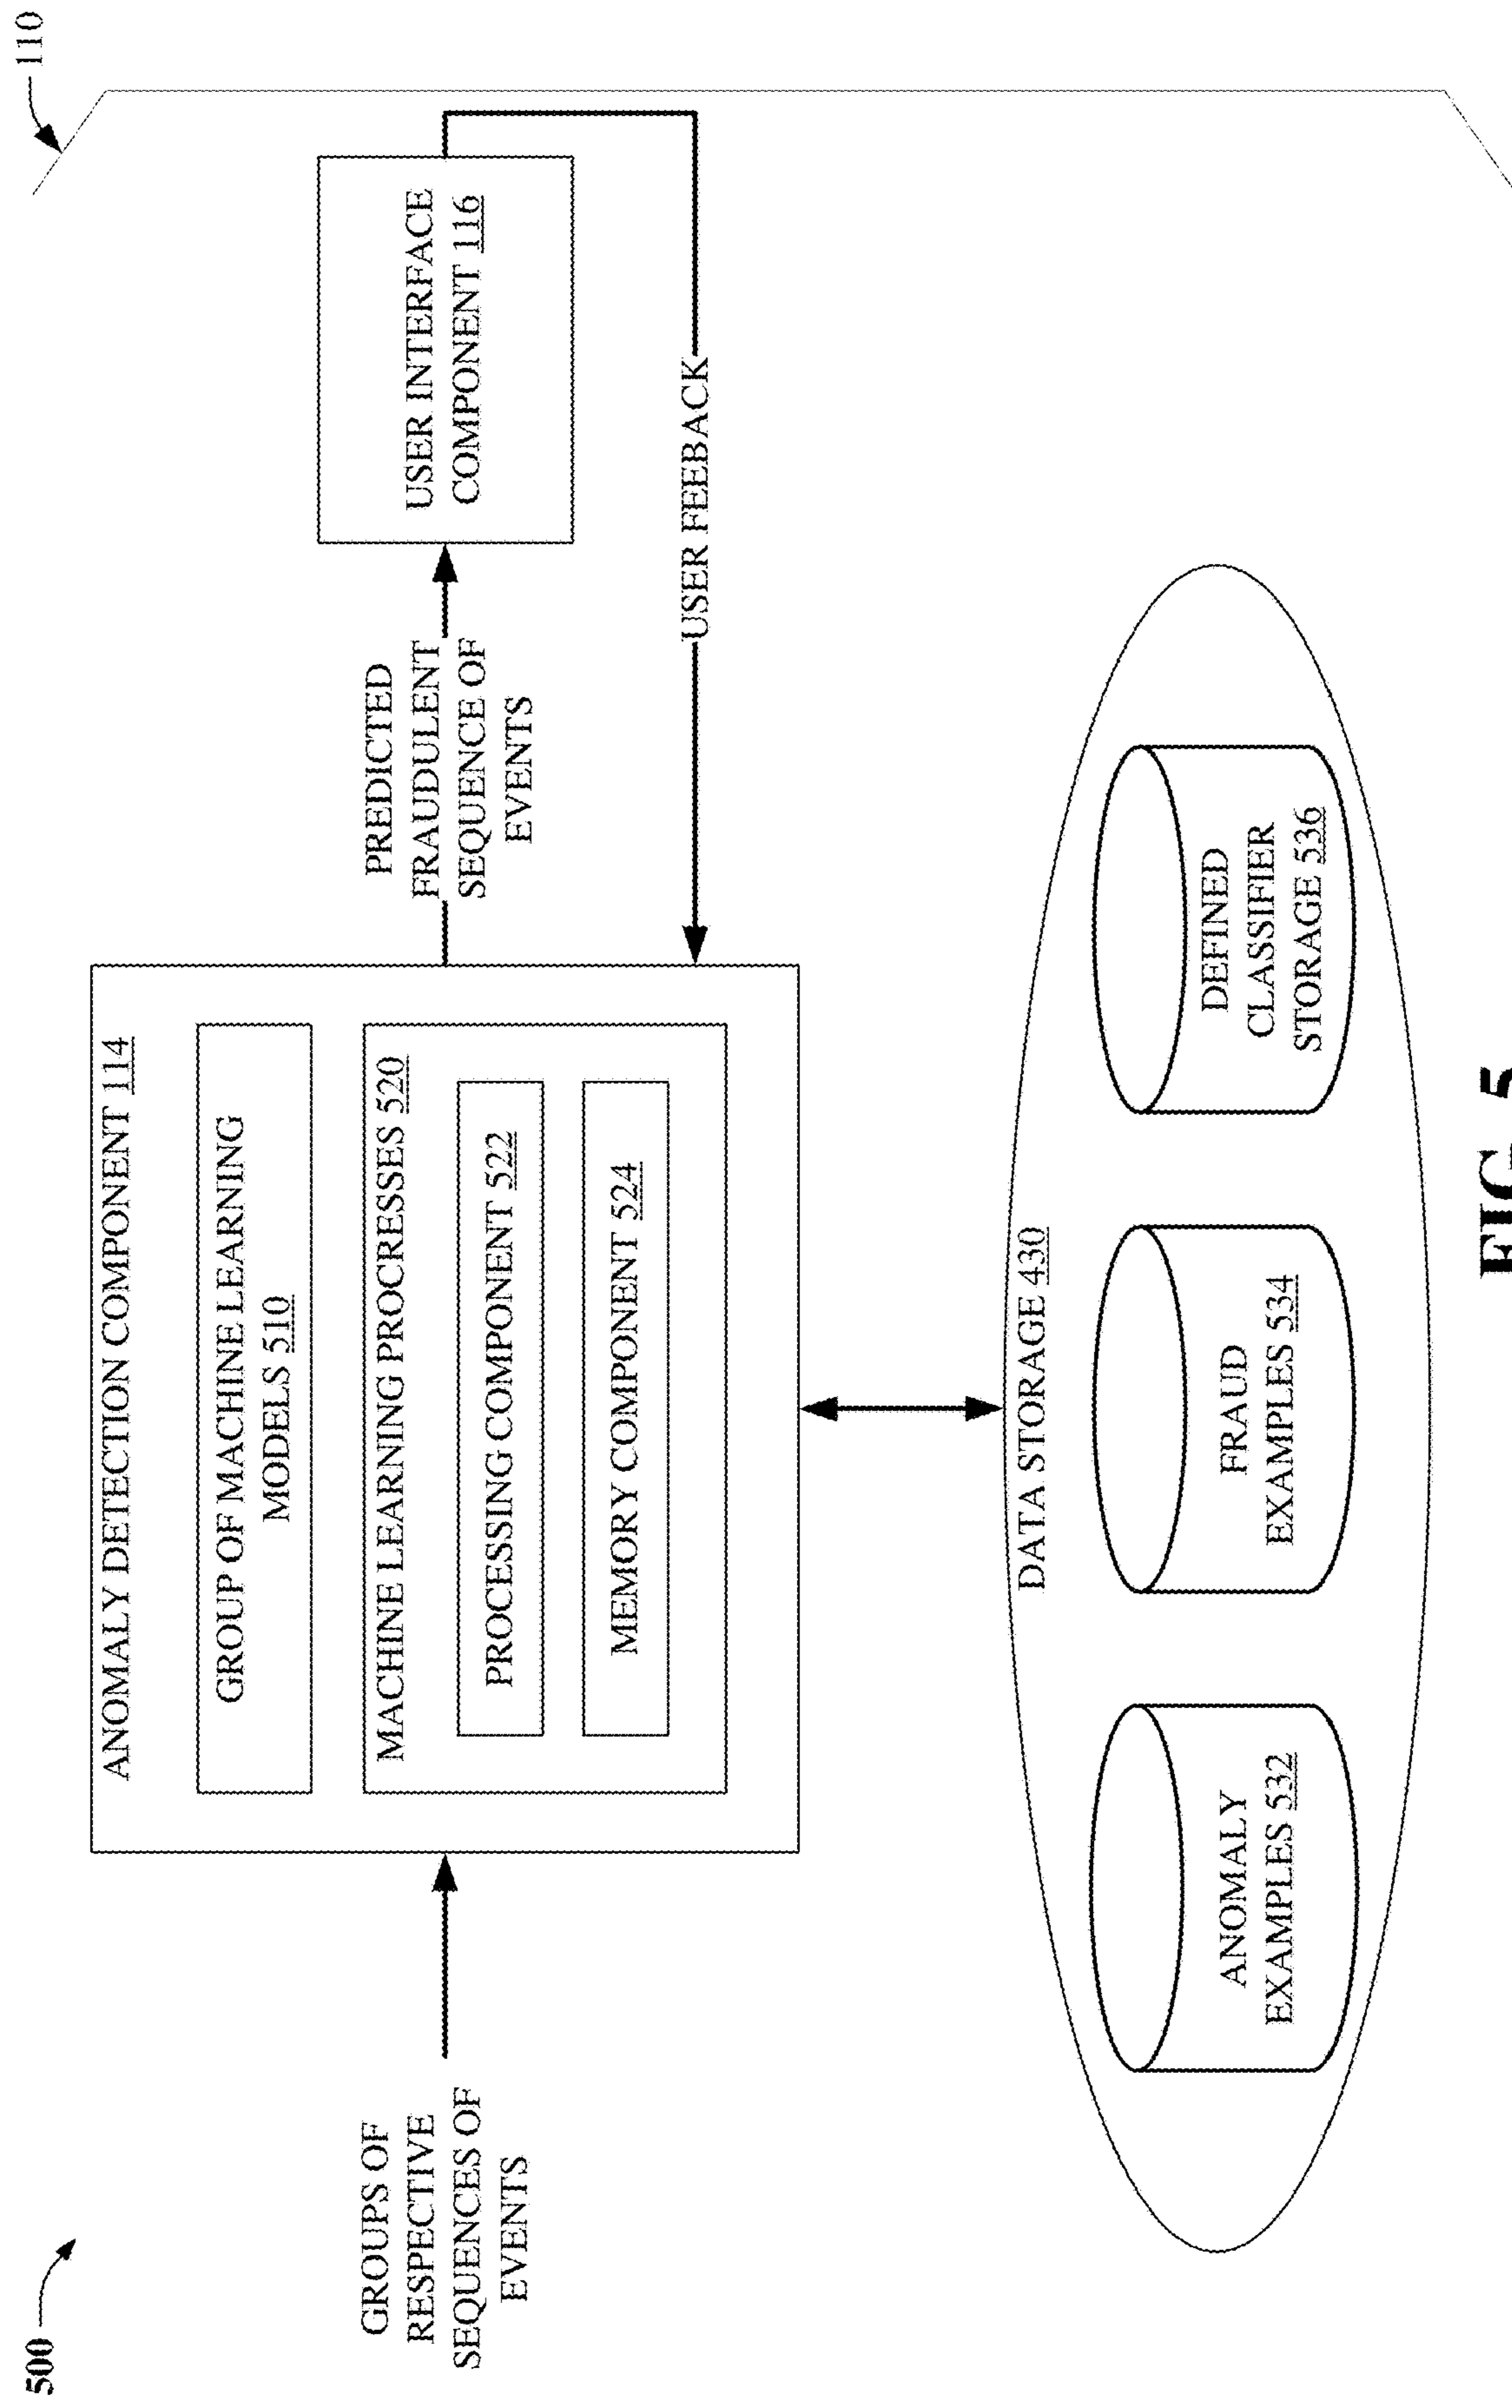 500
110
GROUPS OF
RESPECTIVE
SEQUENCES OF
EVENTS
ANOMALY DETECTION COMPONENT 114
GROUP OF MACHINE LEARNING
MODELS 510
MACHINE LEARNING PROCRESSES 520
PROCESSING COMPONENT 522
MEMORY COMPONENT 524
PREDICTED
FRAUDULENT
SEQUENCE OF
EVENTS
USER INTERFACE
COMPONENT 116
USER FEEBACK
DATA STORAGE 430
ANOMALY
EXAMPLES 532
FRAUD
EXAMPLES 534
DEFINED
CLASSIFIER
STORAGE 536
FIG. 5